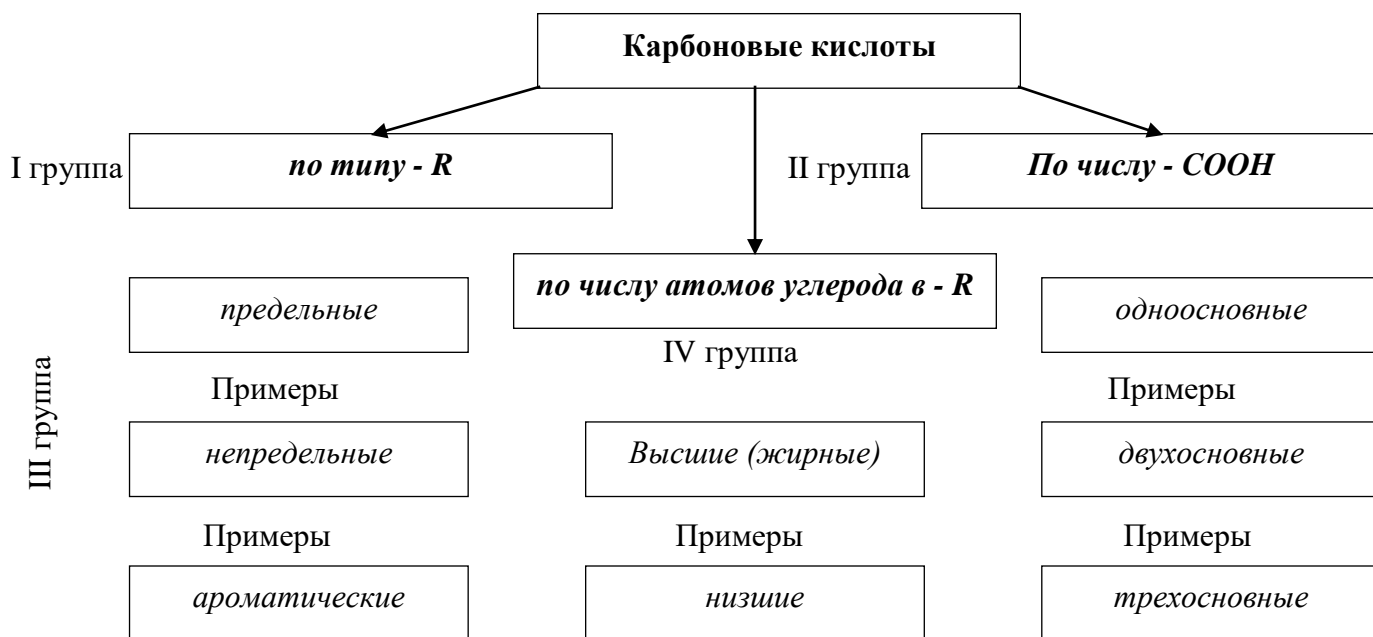 Карбоновые кислоты
I группа
по типу - R
II группа
По числу - СООН
по числу атомов углерода в - R
IV группа
III группа
предельные
одноосновные
Примеры
Примеры
непредельные
Высшие (жирные)
двухосновные
Примеры
Примеры
Примеры
ароматические
низшие
трехосновные